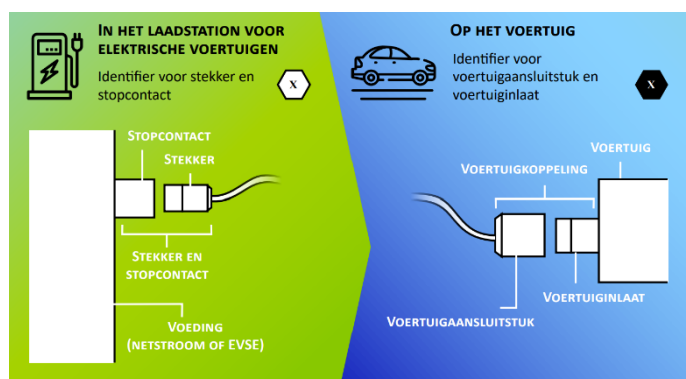 IN HET LAADSTATION VOOR
ELEKTRISCHE VOERTUIGEN
Identifier voor stekker en
stopcontact
X
STOPCONTACT
STEKKER
STEKKER EN
STOPCONTACT
VOEDING
(NETSTROOM OF EVSE)
OP HET VOERTUIG
Identifier voor
voertuigaansluitstuk en
voertuiginlaat
X
VOERTUIG
VOERTUIGKOPPELING
VOERTUIGINLAAT
VOERTUIGAANSLUITSTUK